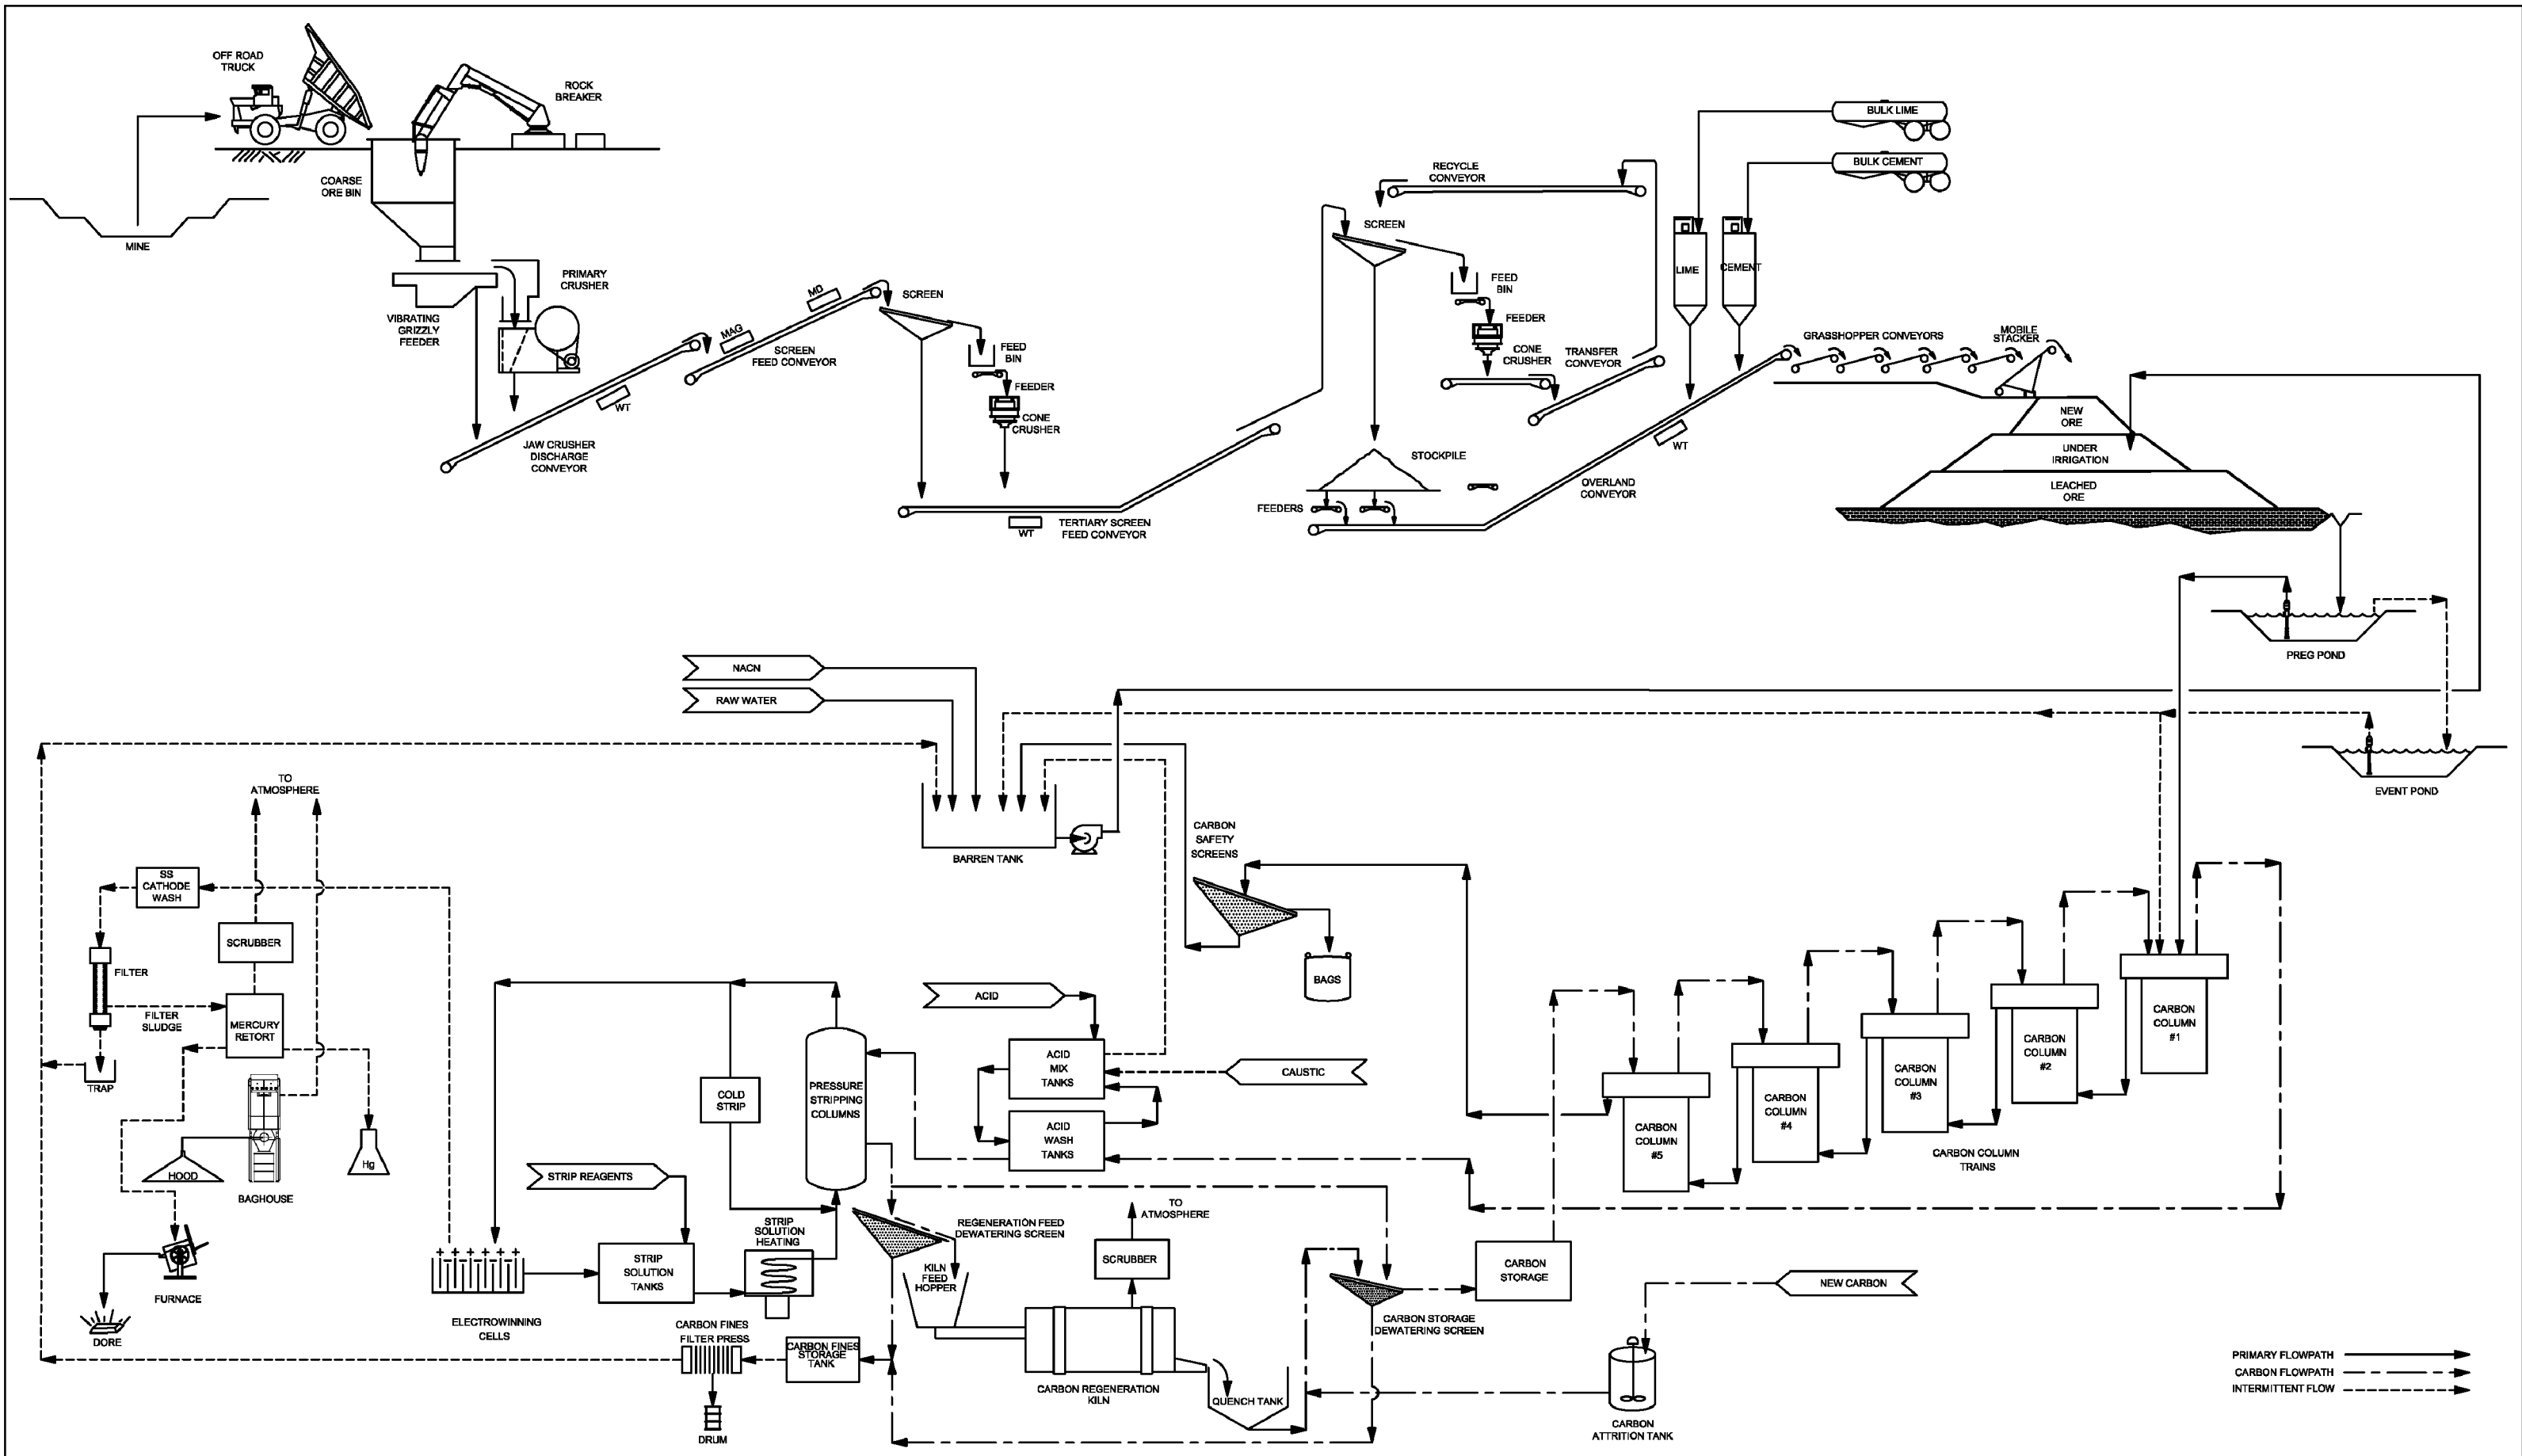 OFF ROAD
TRUCK
ROCK
BREAKER
COARSE
ORE BIN
MINE
PRIMARY
CRUSHER
VIBRATING
GRIZZLY
FEEDER
JAW CRUSHER
DISCHARGE
CONVEYOR
WT
MAG
MD
SCREEN
FEED CONVEYOR
SCREEN
FEED
BIN
FEEDER
CONE
CRUSHER
WT
TERTIARY SCREEN
FEED CONVEYOR
RECYCLE
CONVEYOR
SCREEN
FEED
BIN
FEEDER
CONE
CRUSHER
TRANSFER
CONVEYOR
STOCKPILE
FEEDERS
OVERLAND
CONVEYOR
WT
BULK LIME
BULK CEMENT
LIME
CEMENT
GRASSHOPPER CONVEYORS
MOBILE
STACKER
NEW
ORE
UNDER
IRRIGATION
LEACHED
ORE
PREG POND
EVENT POND
NACN
RAW WATER
BARREN TANK
CARBON
SAFETY
SCREENS
BAGS
TO
ATMOSPHERE
SS
CATHODE
WASH
SCRUBBER
FILTER
FILTER
SLUDGE
MERCURY
RETORT
TRAP
HOOD
BAGHOUSE
Hg
FURNACE
DORE
ACID
ACID
MIX
TANKS
CAUSTIC
ACID
WASH
TANKS
PRESSURE
STRIPPING
COLUMNS
COLD
STRIP
STRIP REAGENTS
STRIP
SOLUTION
TANKS
STRIP
SOLUTION
HEATING
ELECTROWINNING
CELLS
REGENERATION FEED
DEWATERING SCREEN
KILN
FEED
HOPPER
TO
ATMOSPHERE
SCRUBBER
CARBON REGENERATION
KILN
QUENCH TANK
CARBON FINES
FILTER PRESS
CARBON FINES
STORAGE
TANK
DRUM
CARBON STORAGE
DEWATERING SCREEN
CARBON
STORAGE
NEW CARBON
CARBON
ATTRITION TANK
CARBON
COLUMN
#1
CARBON
COLUMN
#2
CARBON
COLUMN
#3
CARBON
COLUMN
#4
CARBON
COLUMN
#5
CARBON COLUMN
TRAINS
PRIMARY FLOWPATH
CARBON FLOWPATH
INTERMITTENT FLOW